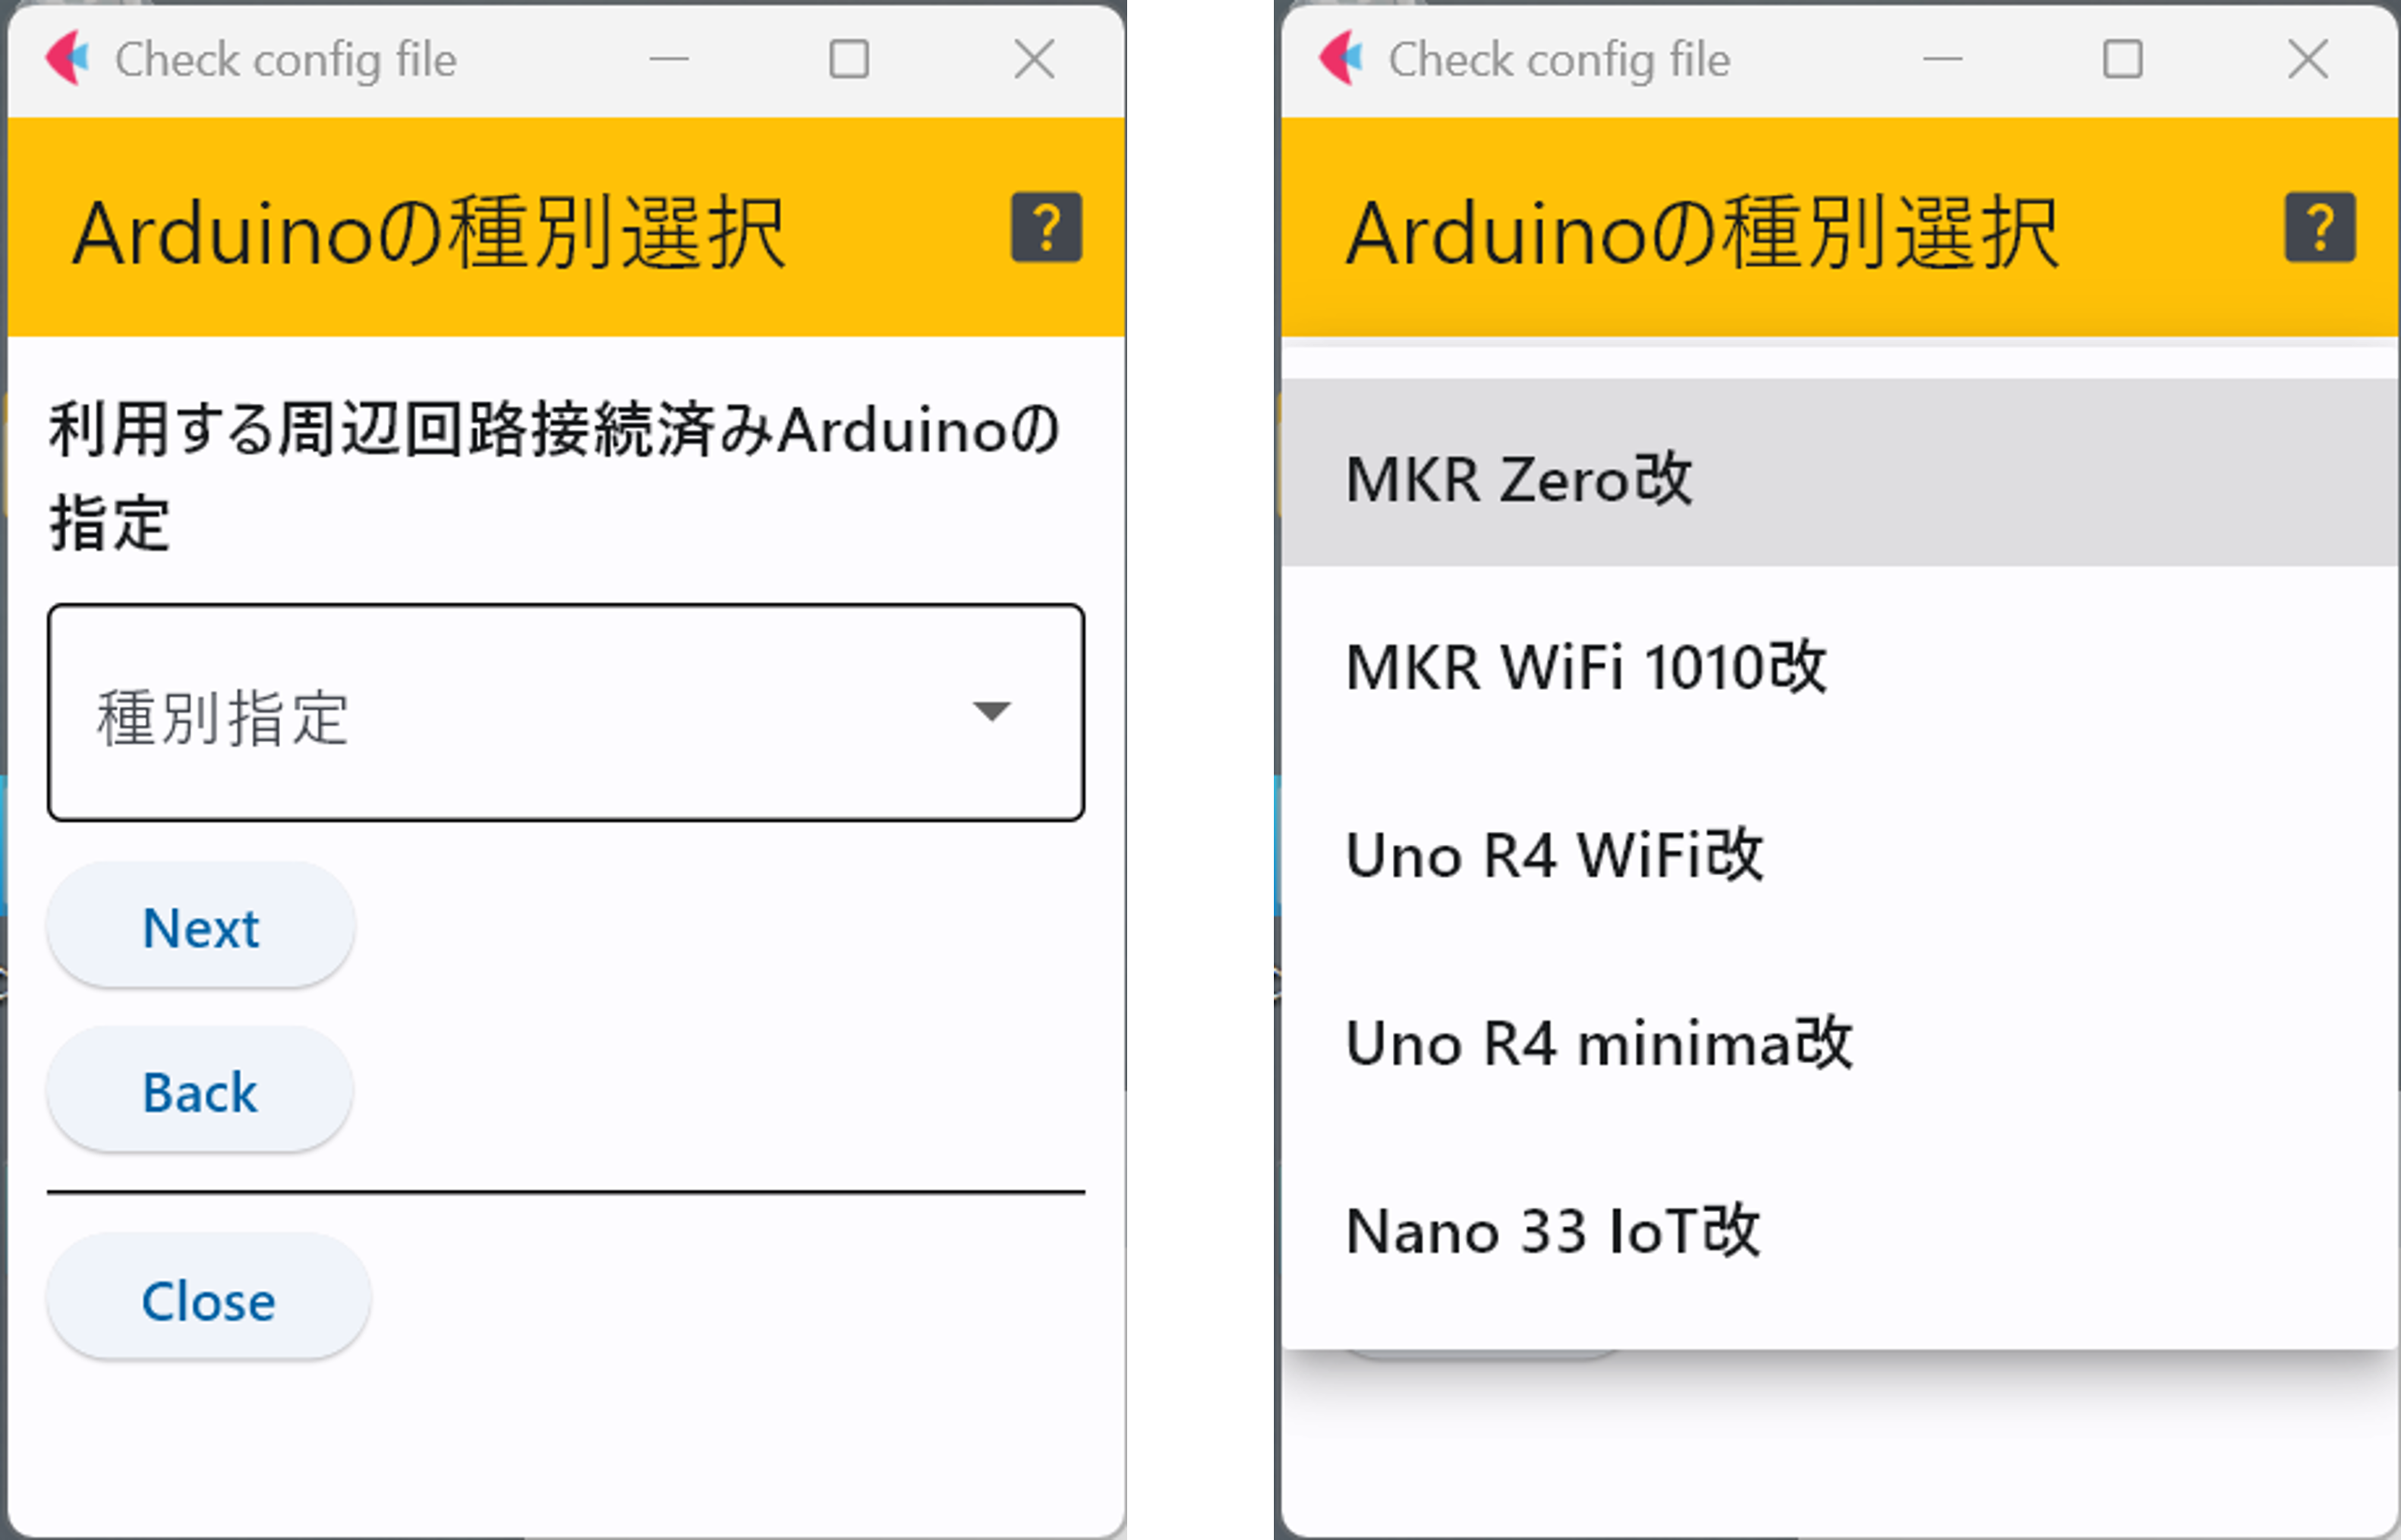 Check config file
Arduinoの種別選択
?
利用する周辺回路接続済みArduinoの
指定
種別指定
Next
Back
Close
Check config file
Arduinoの種別選択
?
MKR Zero改
MKR WiFi 1010改
Uno R4 WiFi改
Uno R4 minima改
Nano 33 IoT改